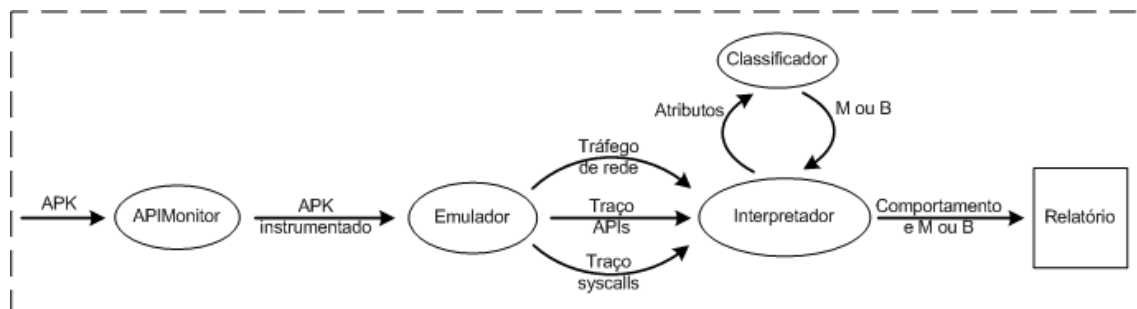 Classificador
Atributos
M ou B
Tráfego
de rede
APK
APIMonitor
APK
instrumentado
Emulador
Traço
APIs
Interpretador
Comportamento
e M ou B
Relatório
Traço
syscalls